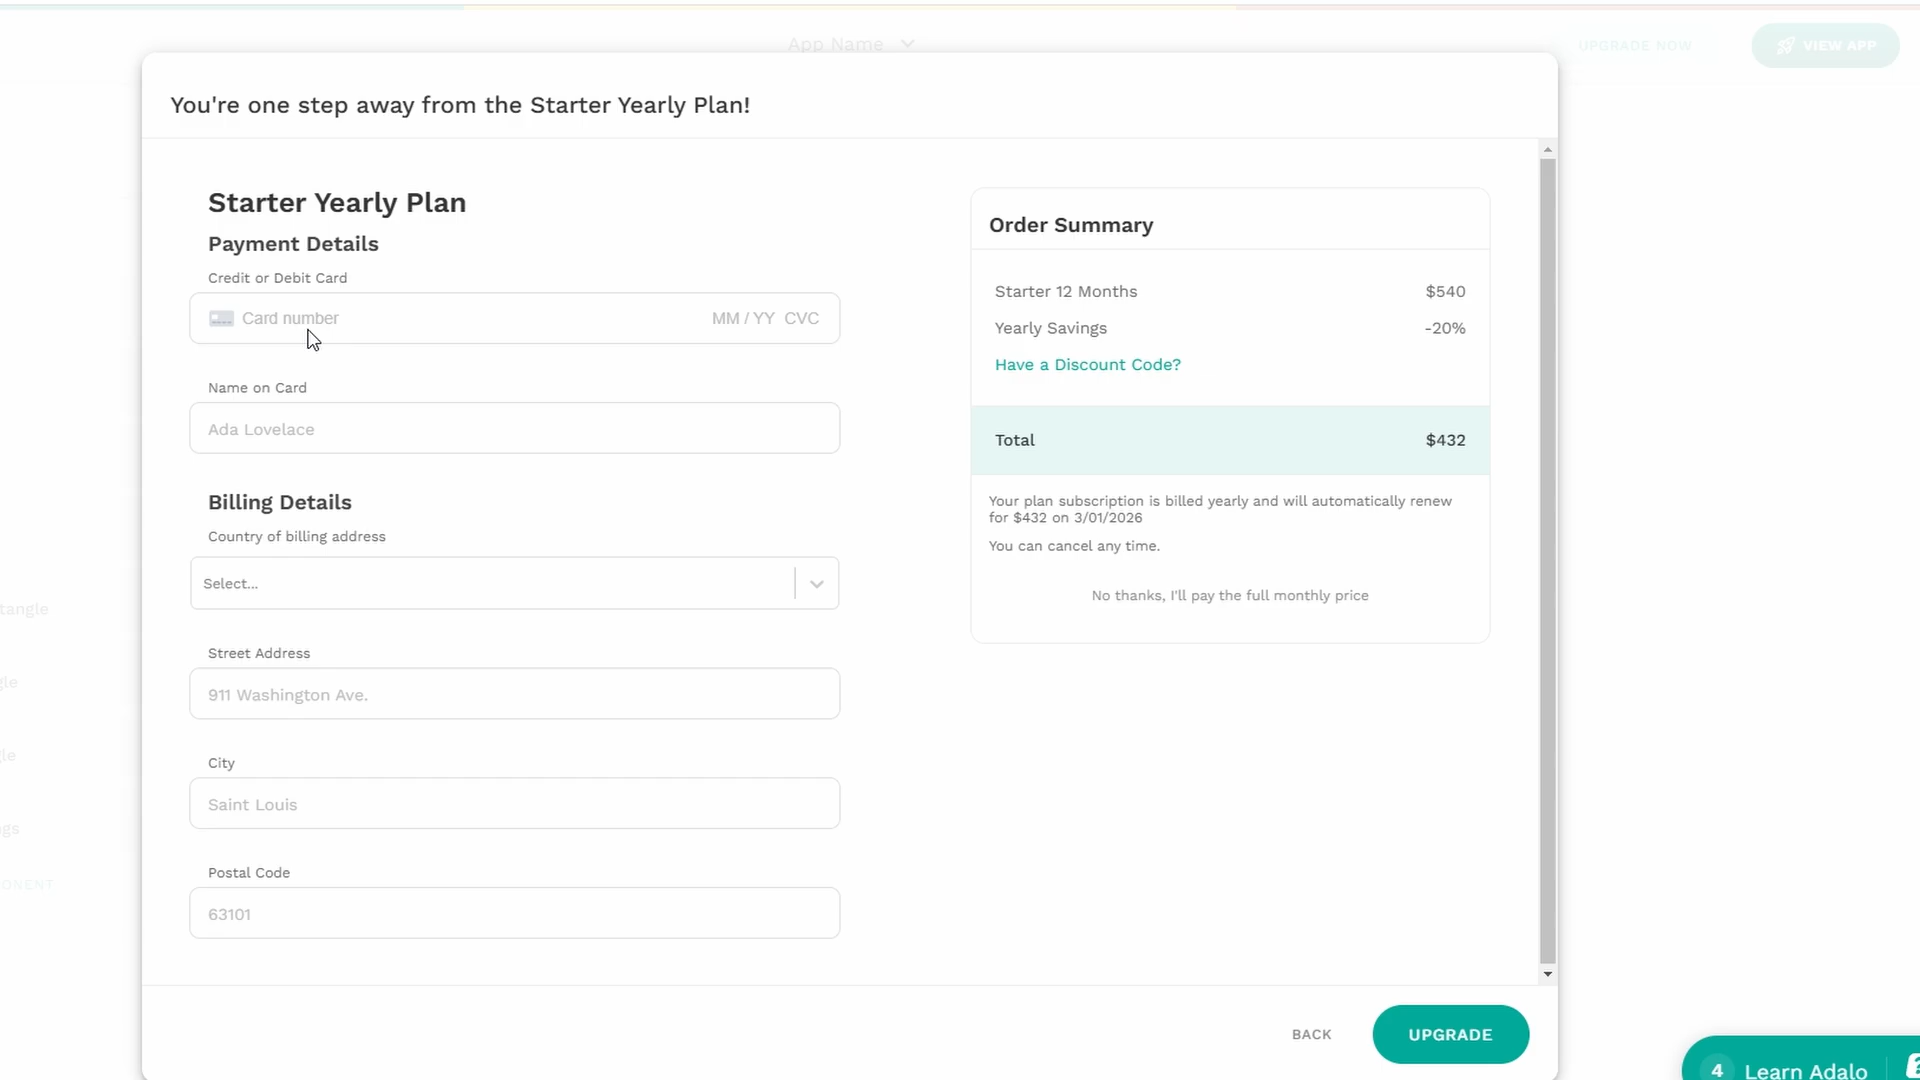 App Name
UPGRADE NOW
VIEW APP
You're one step away from the Starter Yearly Plan!
Starter Yearly Plan
Payment Details
Credit or Debit Card
Card number MM / YY CVC
Name on Card
Ada Lovelace
Billing Details
Country of billing address
Select...
Street Address
911 Washington Ave.
City
Saint Louis
Postal Code
63101
Order Summary
Starter 12 Months $540
Yearly Savings -20%
Have a Discount Code?
Total $432
Your plan subscription is billed yearly and will automatically renew
for $432 on 3/01/2026
You can cancel any time.
No thanks, I'll pay the full monthly price
BACK
UPGRADE
4 Learn Adalo